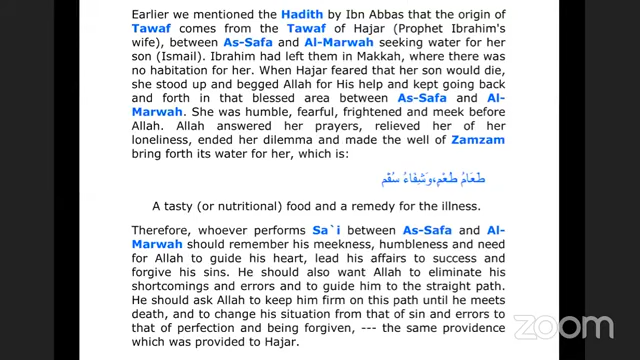 Earlier we mentioned the Hadith by Ibn Abbas that the origin of
Tawaf comes from the Tawaf of Hajar (Prophet Ibrahim's
wife), between As-Safa and Al-Marwah seeking water for her
son (Ismail). Ibrahim had left them in Makkah, where there was
no habitation for her. When Hajar feared that her son would die,
she stood up and begged Allah for His help and kept going back
and forth in that blessed area between As-Safa and Al-
Marwah. She was humble, fearful, frightened and meek before
Allah. Allah answered her prayers, relieved her of her
loneliness, ended her dilemma and made the well of Zamzam
bring forth its water for her, which is:
طَعَامُ طُعْمٍ،وَشِفَاءُ سُقْم
A tasty (or nutritional) food and a remedy for the illness.
Therefore, whoever performs Sa`i between As-Safa and Al-
Marwah should remember his meekness, humbleness and need
for Allah to guide his heart, lead his affairs to success and
forgive his sins. He should also want Allah to eliminate his
shortcomings and errors and to guide him to the straight path.
He should ask Allah to keep him firm on this path until he meets
death, and to change his situation from that of sin and errors to
that of perfection and being forgiven, --- the same providence
which was provided to Hajar.
zoom